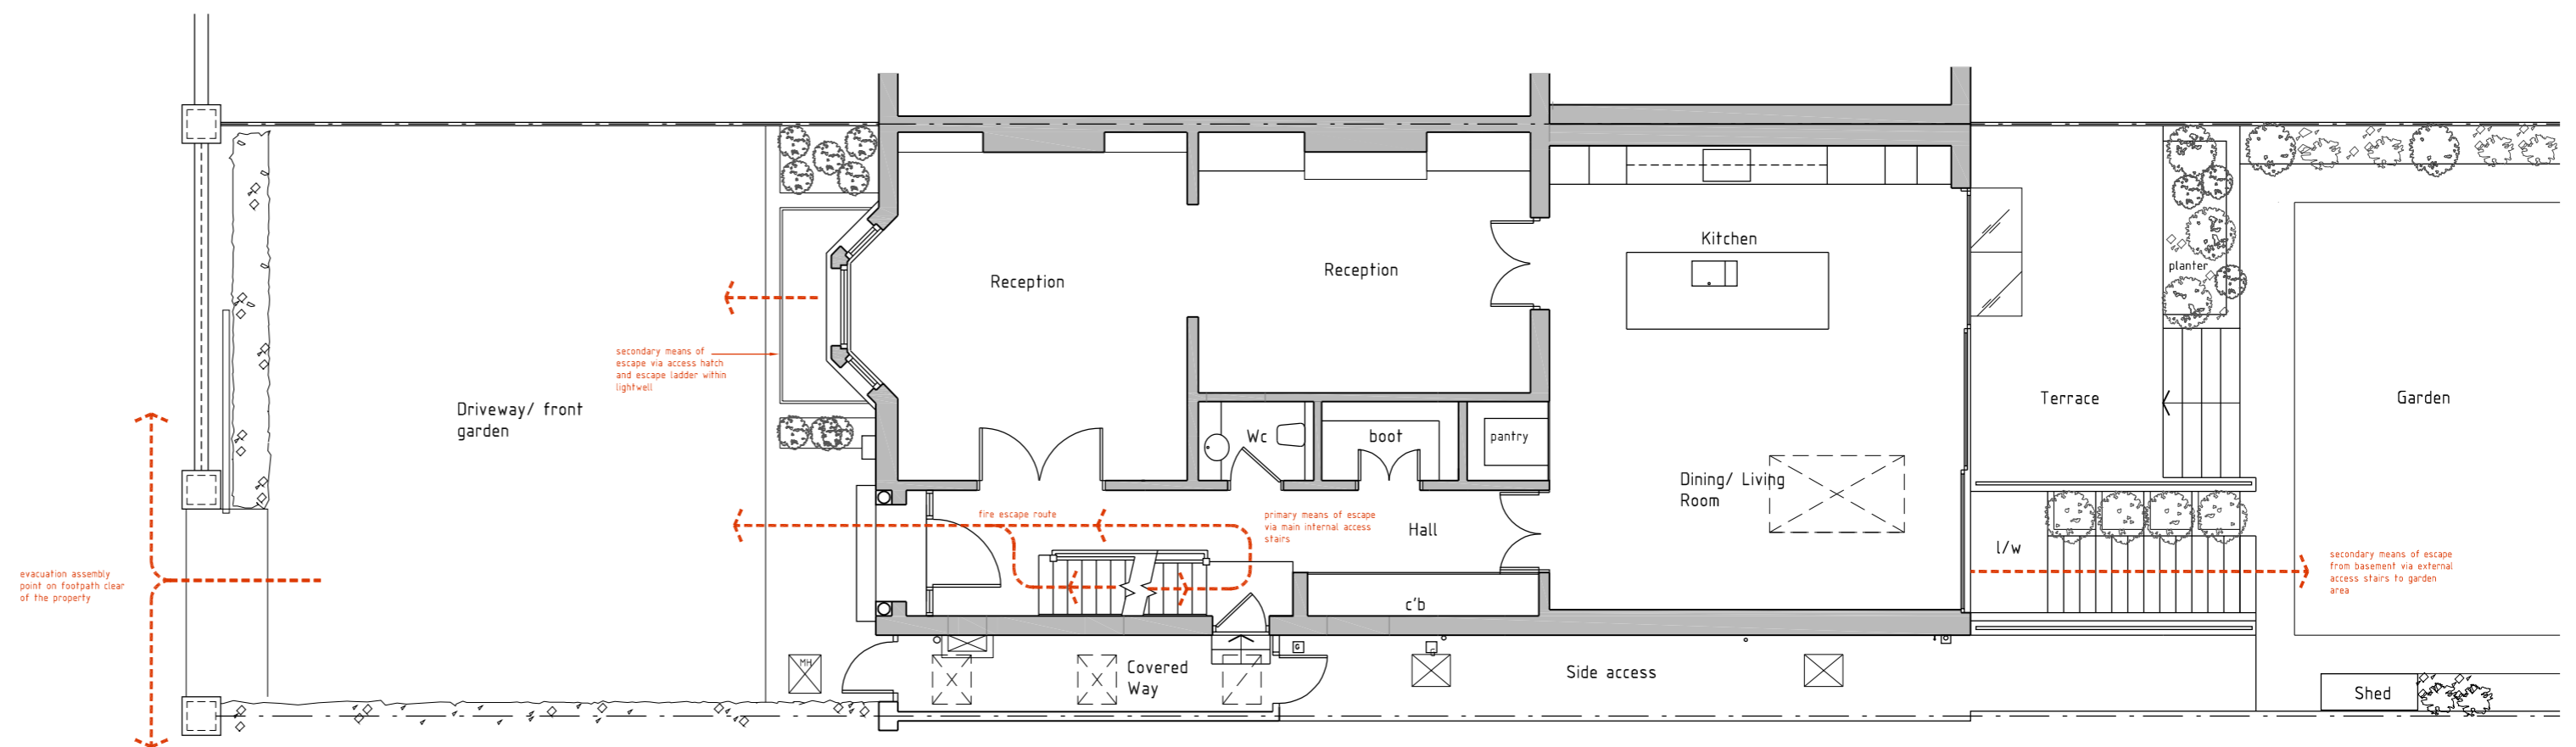 Reception
Reception
Kitchen
planter
secondary means of
escape via access hatch
and escape ladder within
lightwell
Driveway/ front
garden
Terrace
Garden
Wc
boot
pantry
Dining/ Living
Room
fire escape route
primary means of escape
via main internal access
stairs
Hall
l/w
secondary means of escape
from basement via external
access stairs to garden
area
evacuation assembly
point on footpath clear
of the property
c'b
MH
Covered
Way
G
Side access
Shed